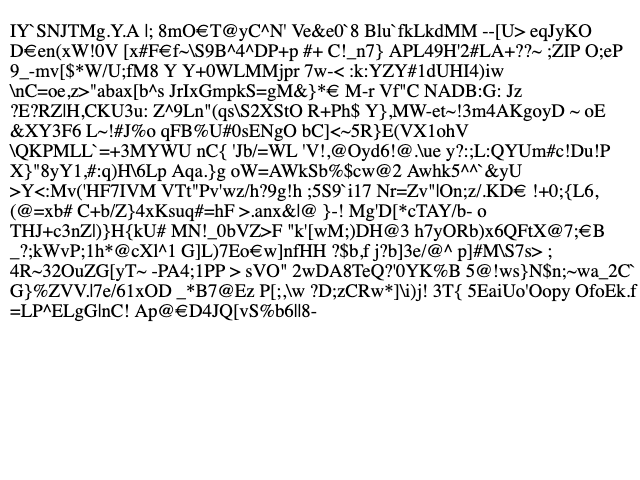 IY`SNJTMg.Y.A |; 8mO€T@yC^N' Ve&e0`8 Blu`fkLkdMM --[U> eqJyKO
D€en(xW!0V [x#F€f~\S9B^4^DP+p #+ C!_n7} APL49H'2#LA+??~ ;ZIP O;eP
9_-mv[$*W/U;fM8 Y Y+0WLMMjpr 7w-< :k:YZY#1dUHI4)iw
\nC=oe,z>"abax[b^s JrIxGmpkS=gM&}*€ M-r Vf"C NADB:G: Jz
?E?RZ|H,CKU3u: Z^9Ln"(qs\S2XStO R+Ph$ Y},MW-et~!3m4AKgoyD ~ oE
&XY3F6 L~!#J%o qFB%U#0sENgO bC]<~5R}E(VX1ohV
\QKPMLL`=+3MYWU nC{ 'Jb/=WL 'V!,@Oyd6!@.\ue y?:;L:QYUm#c!Du!P
X}"8yY1,#:q)H\6Lp Aqa.}g oW=AWkSb%$cw@2 Awhk5^^`&yU
>Y<:Mv('HF7IVM VTt"Pv'wz/h?9g!h ;5S9`i17 Nr=Zv"|On;z/.KD€ !+0;{L6,
(@=xb# C+b/Z}4xKsuq#=hF >.anx&|@ }-! Mg'D[*cTAY/b- o
THJ+c3nZ|)}H{kU# MN!_0bVZ>F "k'[wM;)DH@3 h7yORb)x6QFtX@7;€B
_?;kWvP;1h*@cXl^1 G]L)7Eo€w]nfHH ?$b,f j?b]3e/@^ p]#M\S7s> ;
4R~32OuZG[yT~ -PA4;1PP > sVO" 2wDA8TeQ?'0YK%B 5@!ws}N$n;~wa_2C`
G}%ZVV.|7e/61xOD _*B7@Ez P[;,\w ?D;zCRw*]\i)j! 3T{ 5EaiUo'Oopy OfoEk.f
=LP^ELgG|nC! Ap@€D4JQ[vS%b6||8-